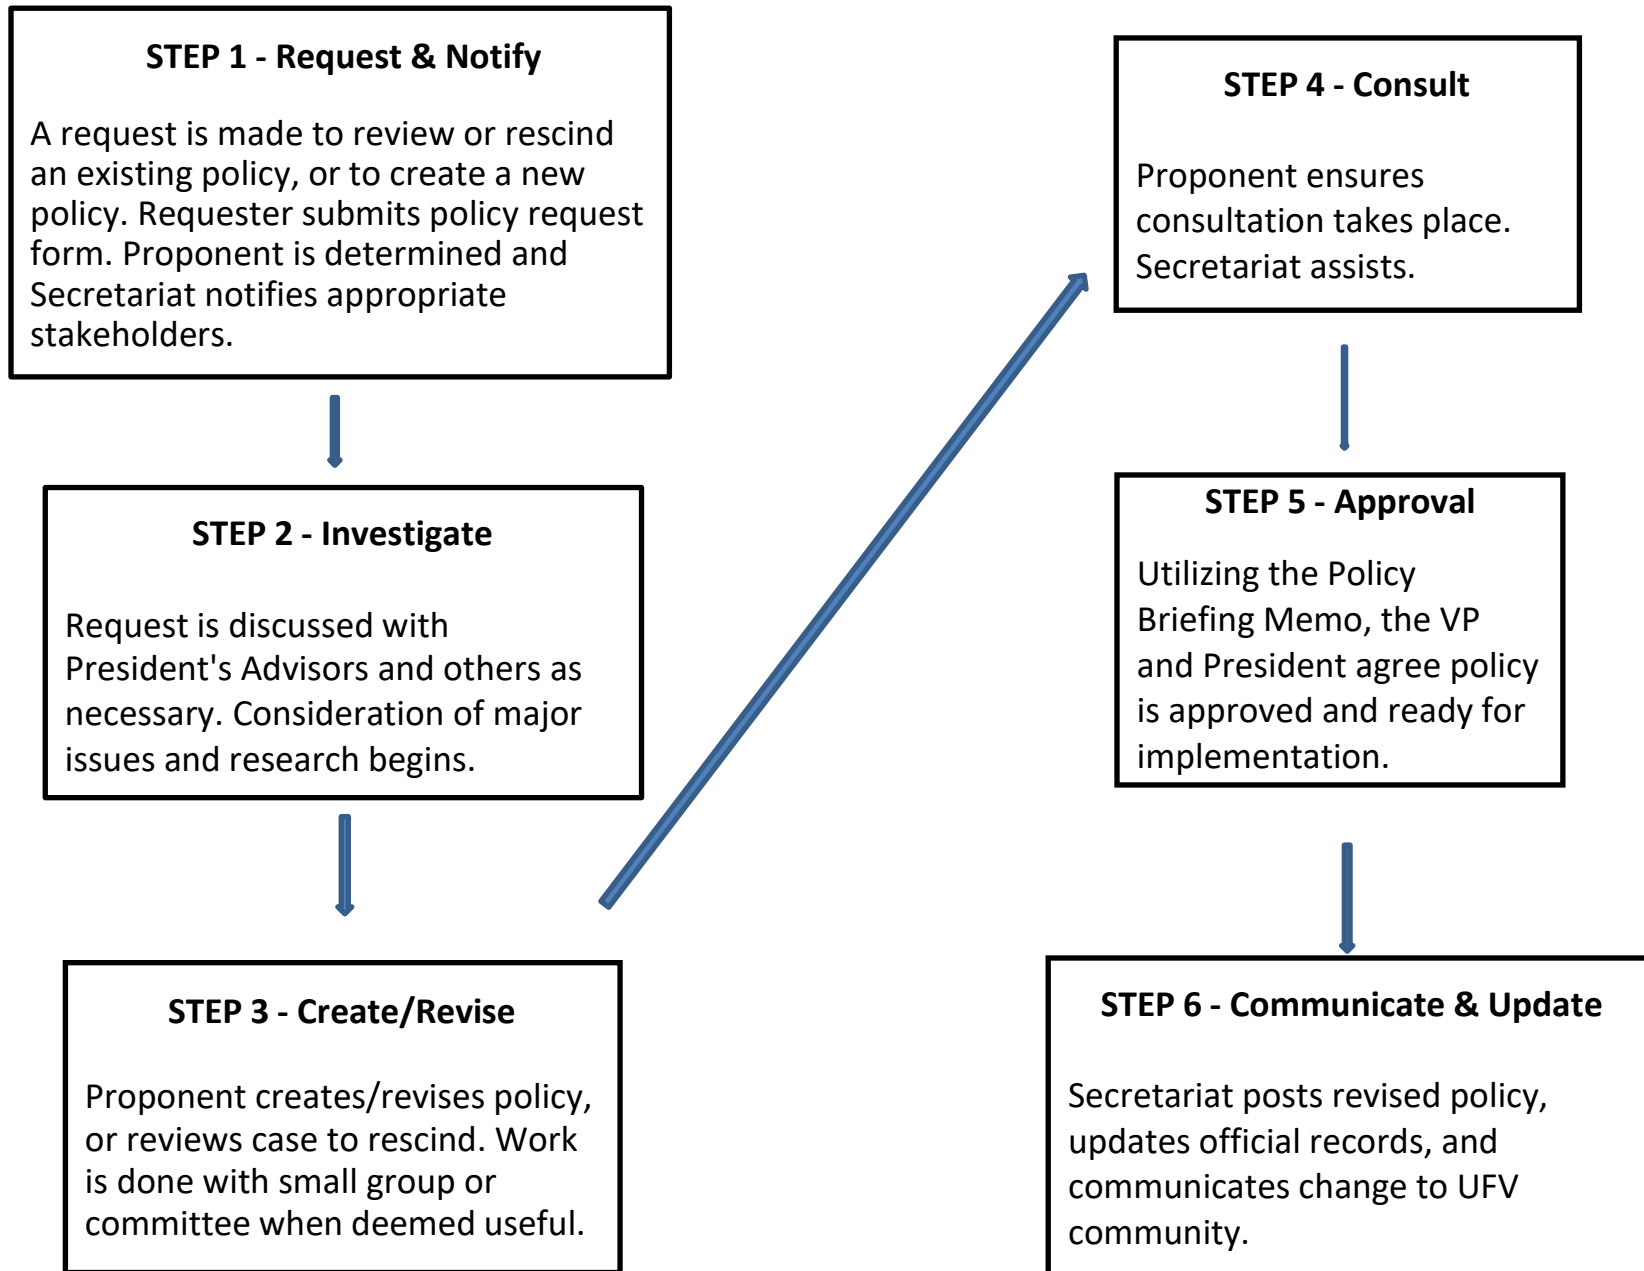 STEP 1 - Request & Notify
A request is made to review or rescind
an existing policy, or to create a new
policy. Requester submits policy request
form. Proponent is determined and
Secretariat notifies appropriate
stakeholders.
STEP 2 - Investigate
Request is discussed with
President's Advisors and others as
necessary. Consideration of major
issues and research begins.
STEP 3 - Create/Revise
Proponent creates/revises policy,
or reviews case to rescind. Work
is done with small group or
committee when deemed useful.
STEP 4 - Consult
Proponent ensures
consultation takes place.
Secretariat assists.
STEP 5 - Approval
Utilizing the Policy
Briefing Memo, the VP
and President agree policy
is approved and ready for
implementation.
STEP 6 - Communicate & Update
Secretariat posts revised policy,
updates official records, and
communicates change to UFV
community.